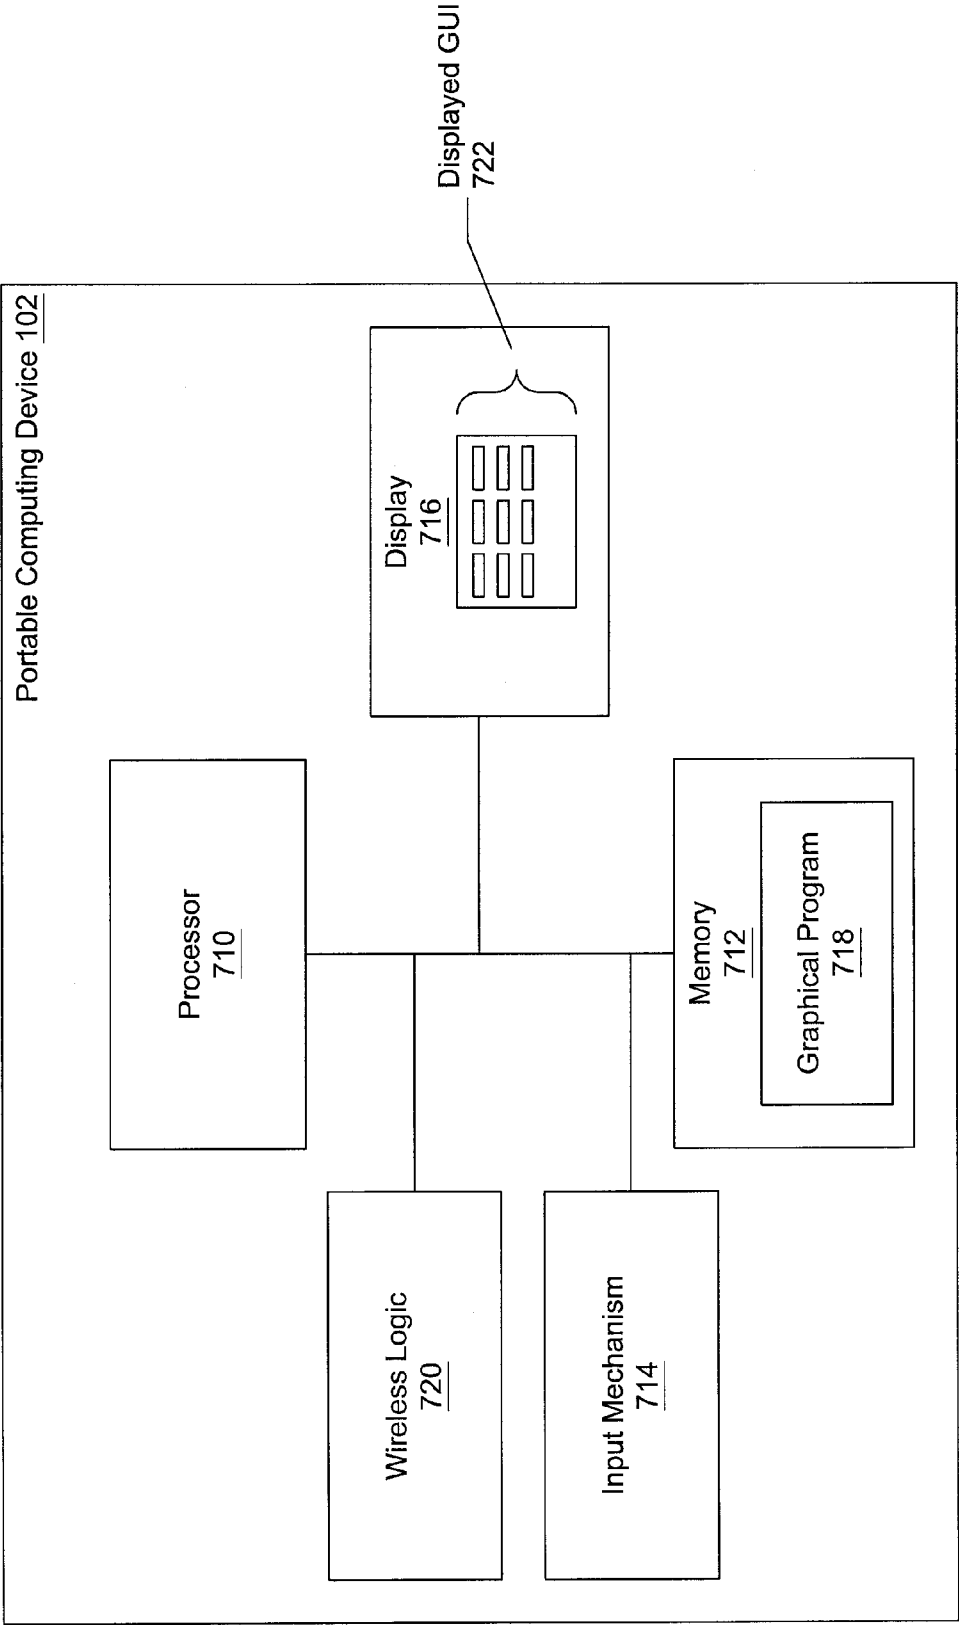 Portable Computing Device 102
Processor
710
Wireless Logic
720
Display
716
Displayed GUI
722
Input Mechanism
714
Memory
712
Graphical Program
718